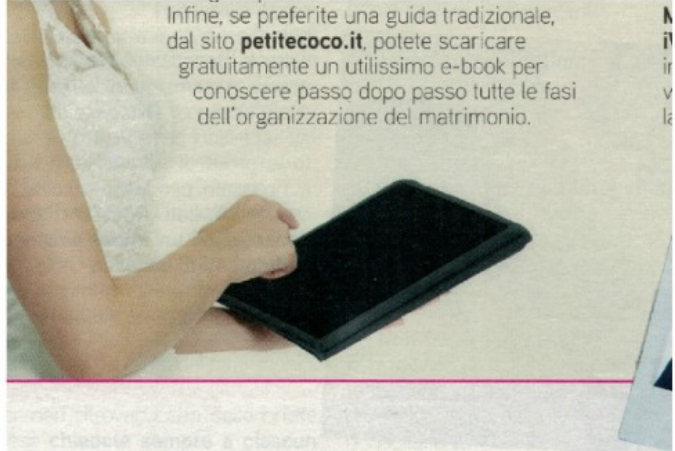 Infine, se preferite una guida tradizionale,
dal sito petitecoco.it, potete scaricare
gratuitamente un utilissimo e-book per
conoscere passo dopo passo tutte le fasi
dell'organizzazione del matrimonio.